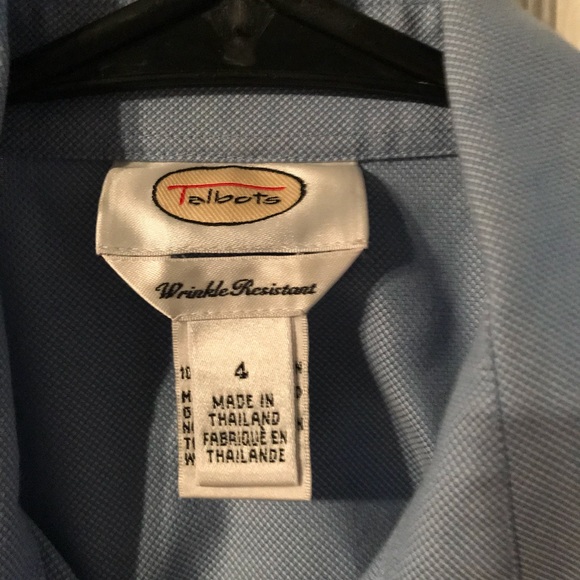 Talbots
Wrinkle Resistant
4
MADE IN
THAILAND
FABRIQUÉ EN
THAILANDE